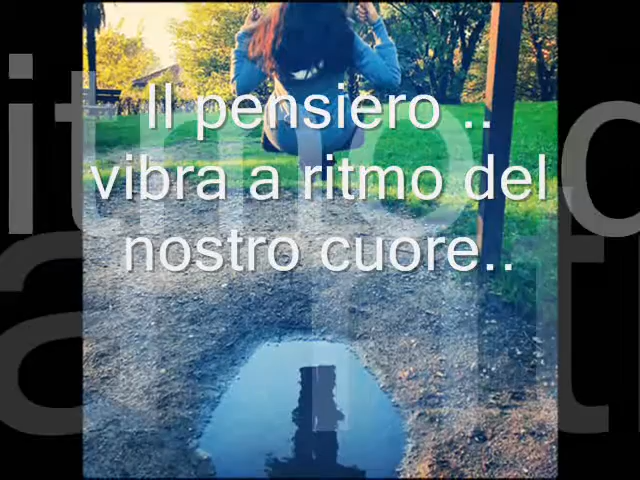 Il pensiero ..
vibra a ritmo del
nostro cuore..